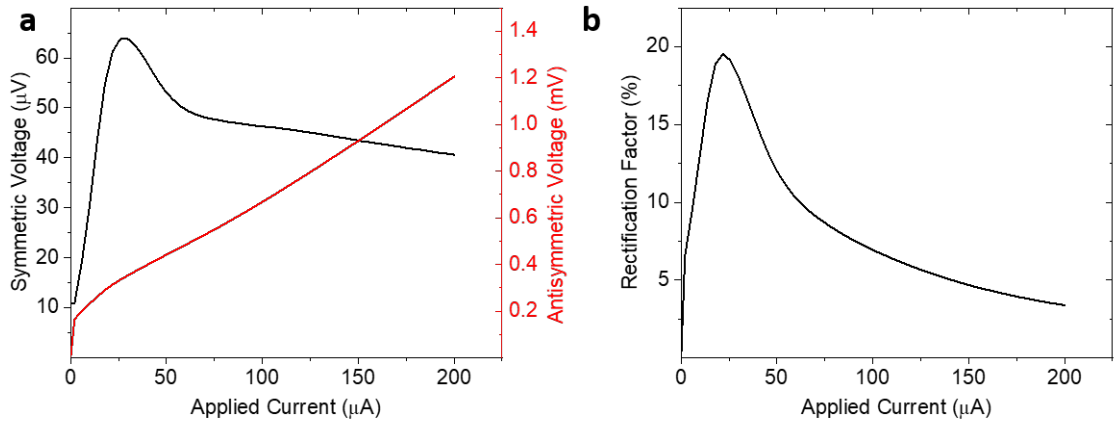 a
60
50
40
30
20
10
Symmetric Voltage (μV)
1.4
1.2
1.0
0.8
0.6
0.4
0.2
Antisymmetric Voltage (mV)
0 50 100 150 200
Applied Current (μA)
b
20
15
10
5
Rectification Factor (%)
0 50 100 150 200
Applied Current (μA)